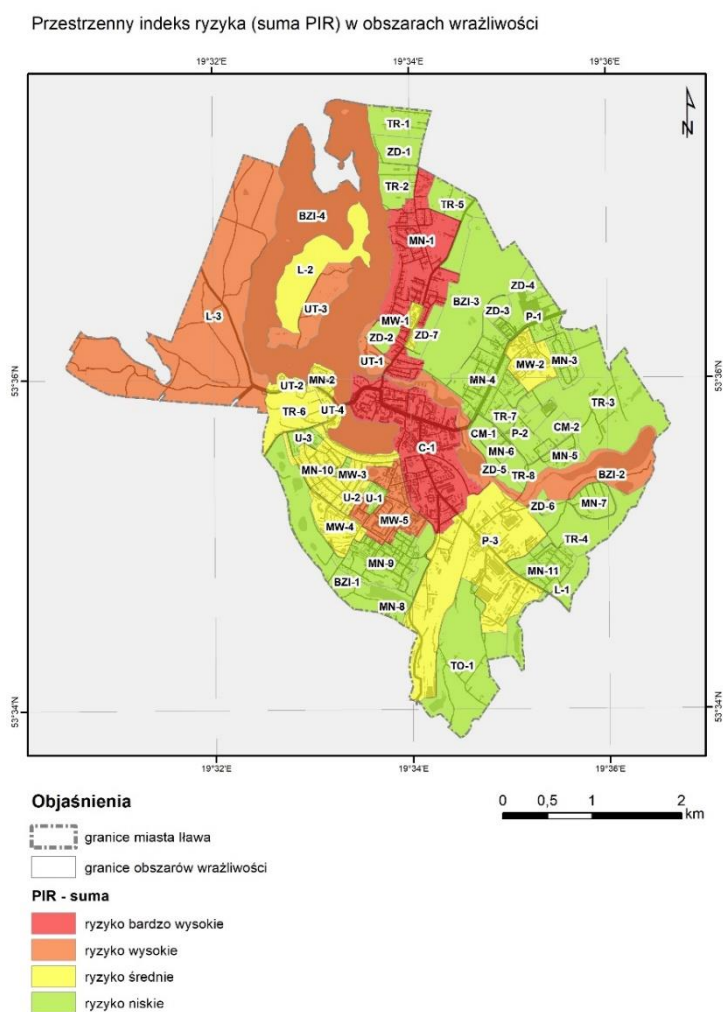 Przestrzenny indeks ryzyka (suma PIR) w obszarach wrażliwości
19°32'E 19°34'E 19°36'E
N
TR-1
ZD-1
TR-2
TR-5
BZI-4
MN-1
L-2
ZD-4
BZI-3
UT-3
ZD-3 P-1
L-3
MW-1
ZD-2 ZD-7
MW-2 MN-3
UT-1
53°36'N 53°36'N
MN-2 MN-4
UT-2
TR-3
UT-4
TR-6 TR-7
CM-2
U-3 CM-1 P-2
C-1 MN-6
MN-5
MN-10 MW-3 ZD-5 TR-8
BZI-2
U-2 U-1
MN-7
ZD-6
MW-4 MW-5
P-3 TR-4
MN-9
MN-11
BZI-1
L-1
MN-8
TO-1
53°34'N 53°34'N
19°32'E 19°34'E 19°36'E
Objaśnienia
0 0,5 1 2
km
granice miasta Iława
granice obszarów wrażliwości
PIR - suma
ryzyko bardzo wysokie
ryzyko wysokie
ryzyko średnie
ryzyko niskie